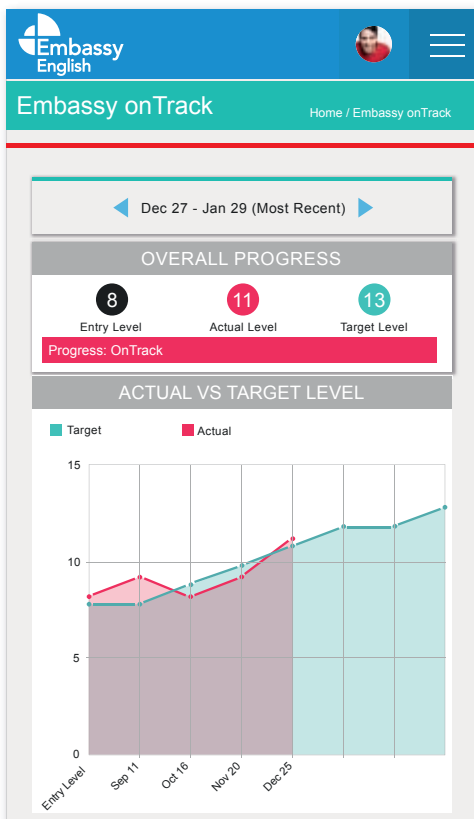 Embassy
English
Embassy onTrack
Home / Embassy onTrack
Dec 27 - Jan 29 (Most Recent)
OVERALL PROGRESS
8
11
13
Entry Level
Actual Level
Target Level
Progress: OnTrack
ACTUAL VS TARGET LEVEL
Target
Actual
15
10
5
0
Entry Level
Sep 11
Oct 16
Nov 20
Dec 25